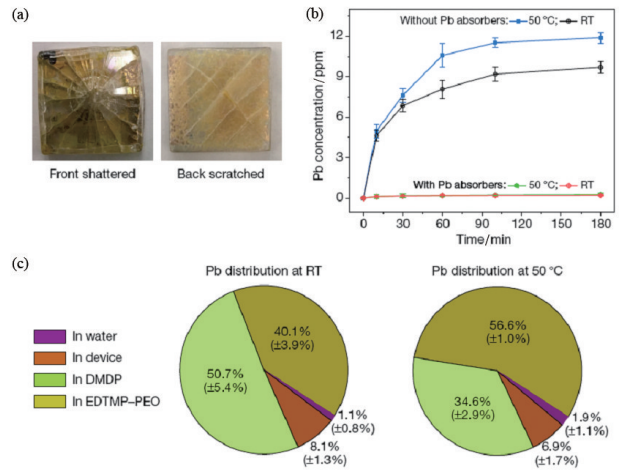 (a)
Front shattered
Back scratched
(b)
Without Pb absorbers: 50 °C; RT
Pb concentration/ppm
12
9
6
3
0
With Pb absorbers: 50 °C; RT
0 30 60 90 120 150 180
Time/min
(c)
Pb distribution at RT
Pb distribution at 50 °C
In water
In device
In DMDP
In EDTMP–PEO
40.1%
(±3.9%)
50.7%
(±5.4%)
1.1%
(±0.8%)
8.1%
(±1.3%)
56.6%
(±1.0%)
34.6%
(±2.9%)
1.9%
(±1.1%)
6.9%
(±1.7%)